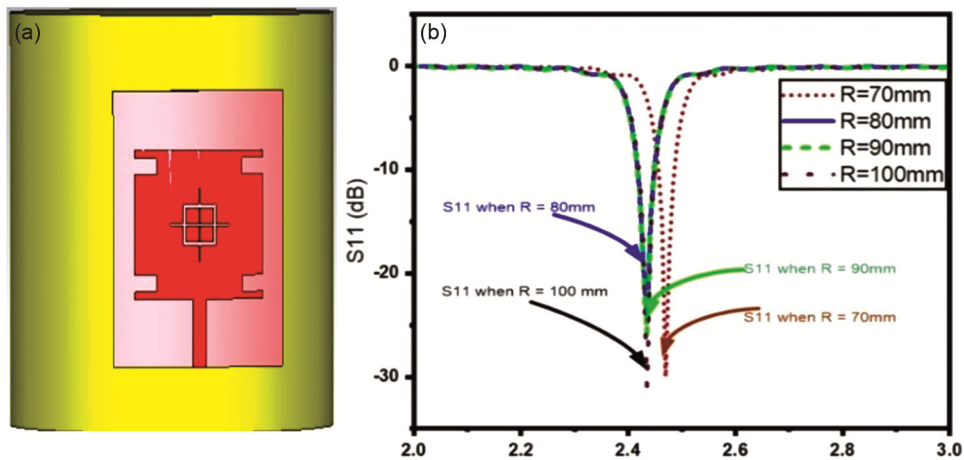 (a)
(b)
0
-10
-20
-30
S11 (dB)
R=70mm
R=80mm
R=90mm
R=100mm
S11 when R = 80mm
S11 when R = 90mm
S11 when R = 100 mm
S11 when R = 70mm
2.0 2.2 2.4 2.6 2.8 3.0